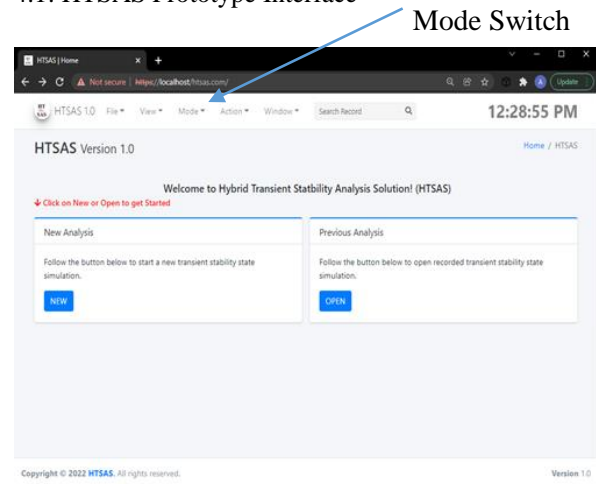 4.1. HTSAS Prototype Interface
Mode Switch
HTSAS | Home
Not secure | https://localhost/htsas.com/
Update
HT
SAS
HTSAS 1.0 File View Mode Action Window Search Record 12:28:55 PM
HTSAS Version 1.0 Home / HTSAS
Welcome to Hybrid Transient Statbility Analysis Solution! (HTSAS)
Click on New or Open to get Started
New Analysis
Follow the button below to start a new transient stability state
simulation.
NEW
Previous Analysis
Follow the button below to open recorded transient stability state
simulation.
OPEN
Copyright © 2022 HTSAS. All rights reserved. Version 1.0